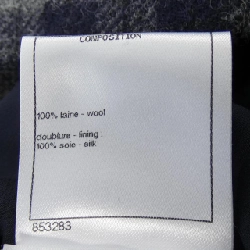 COMPOSITION
100% laine - wool
doublure - lining
100% soie - silk
853283